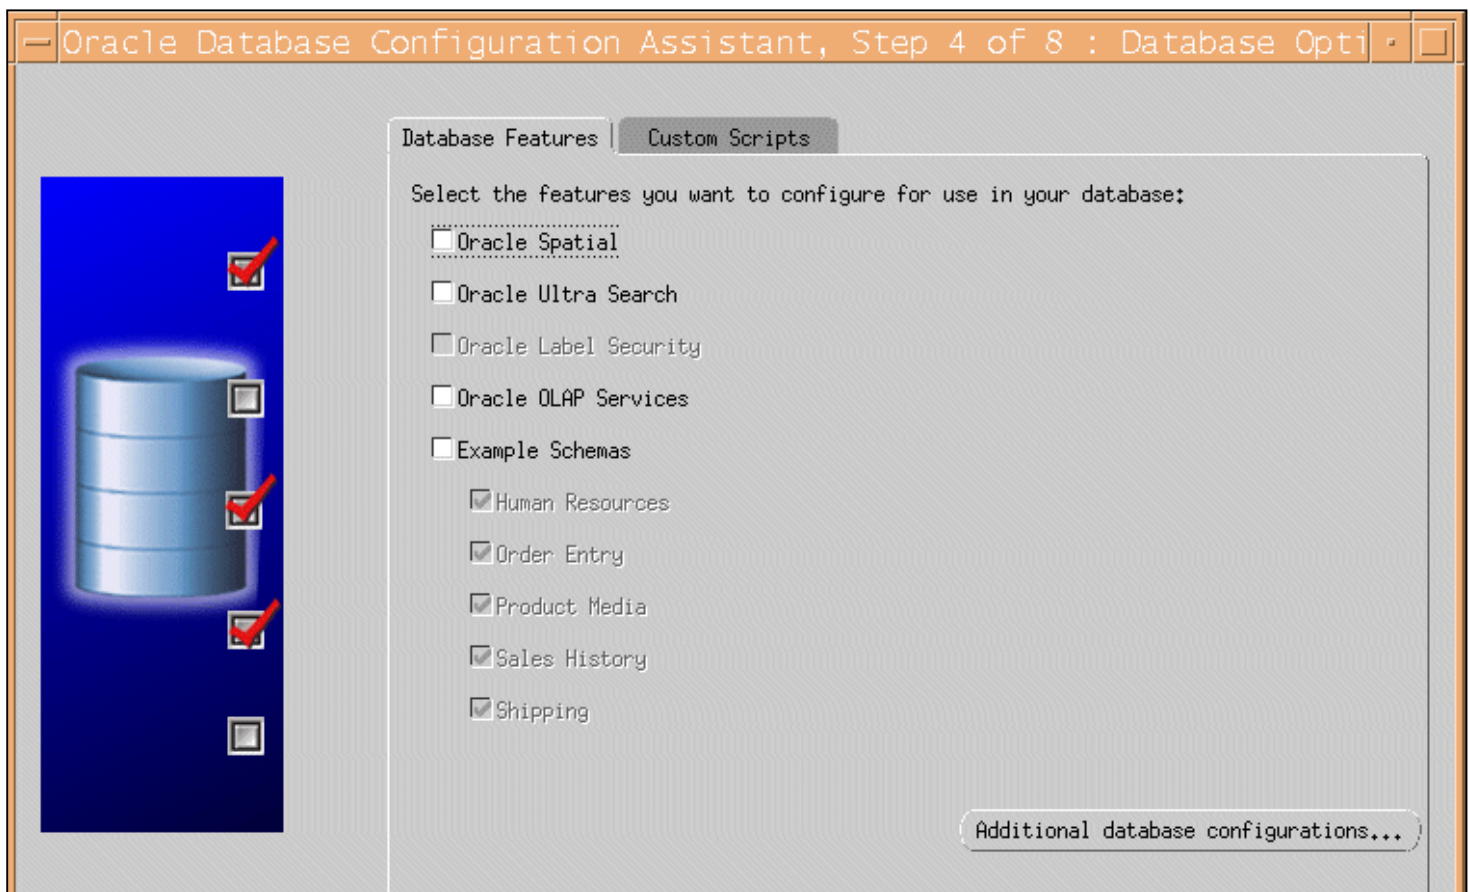 Oracle Database Configuration Assistant, Step 4 of 8 : Database Opti
Database Features
Custom Scripts
Select the features you want to configure for use in your database:
Oracle Spatial
Oracle Ultra Search
Oracle Label Security
Oracle OLAP Services
Example Schemas
Human Resources
Order Entry
Product Media
Sales History
Shipping
Additional database configurations...